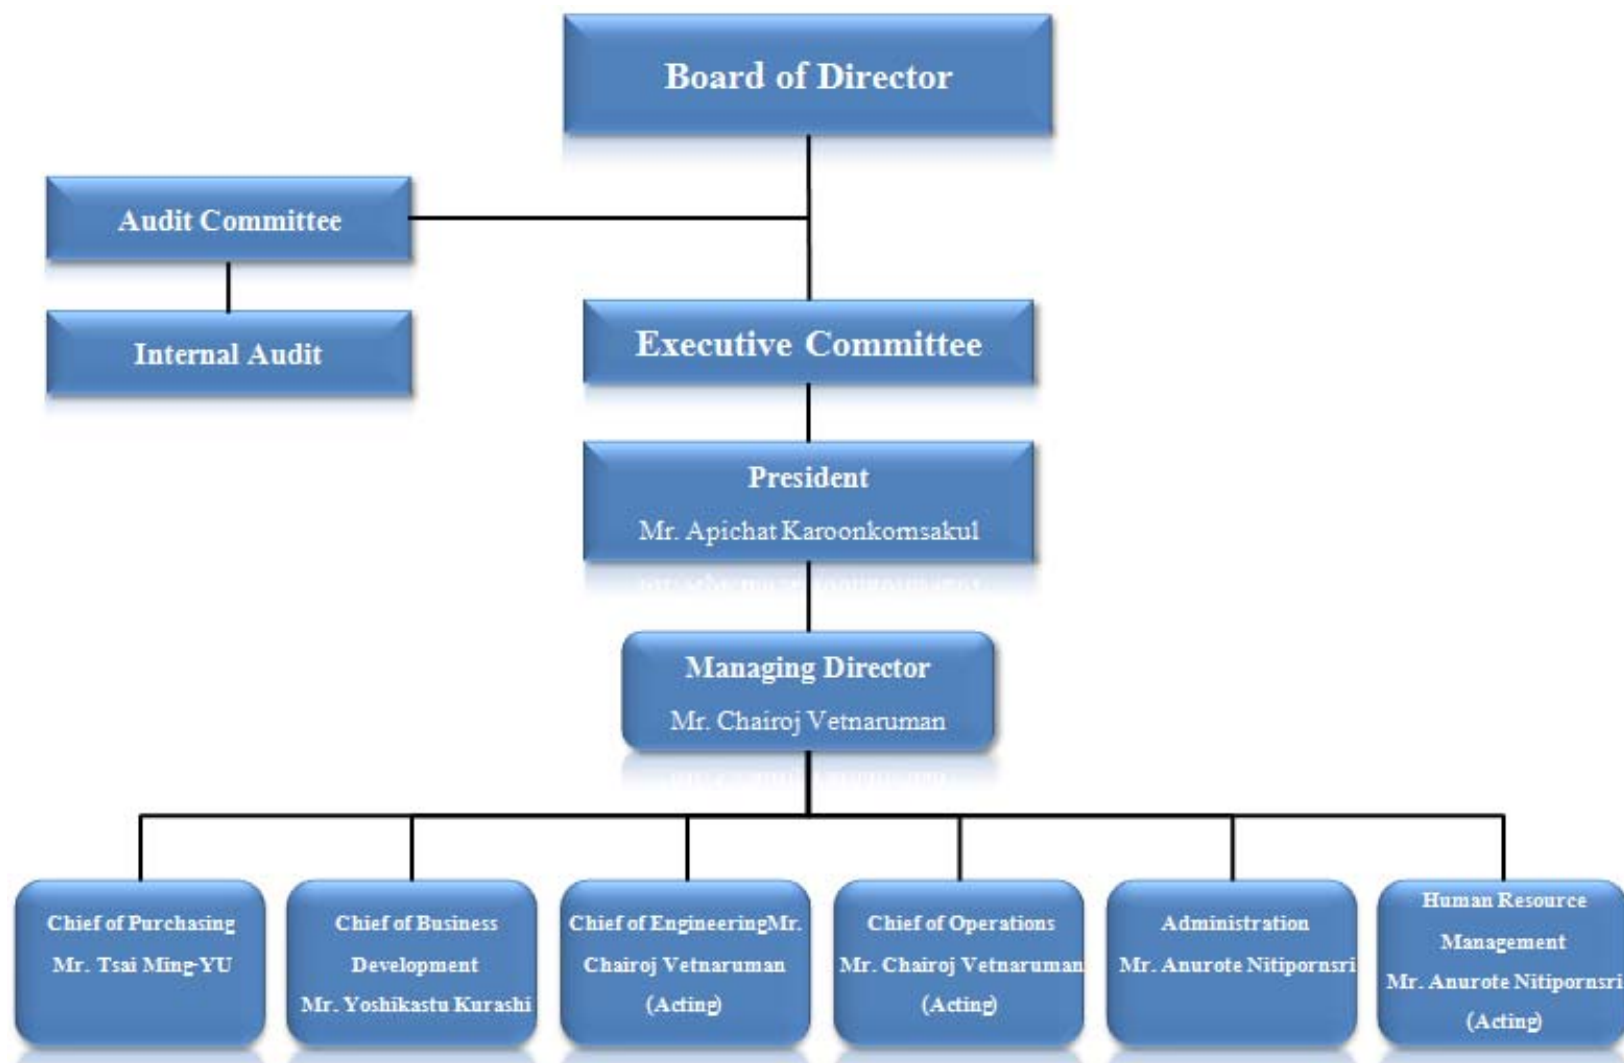 Board of Director
Audit Committee
Internal Audit
Executive Committee
President
Mr. Apichat Karoonkornsakul
Managing Director
Mr. Chairoj Vetnaruman
Chief of Purchasing
Mr. Tsai Ming-YU
Chief of Business
Development
Mr. Yoshikastu Kurashi
Chief of EngineeringMr.
Chairoj Vetnaruman
(Acting)
Chief of Operations
Mr. Chairoj Vetnaruman
(Acting)
Administration
Mr. Anurote Nitipornsri
Human Resource
Management
Mr. Anurote Nitipornsri
(Acting)